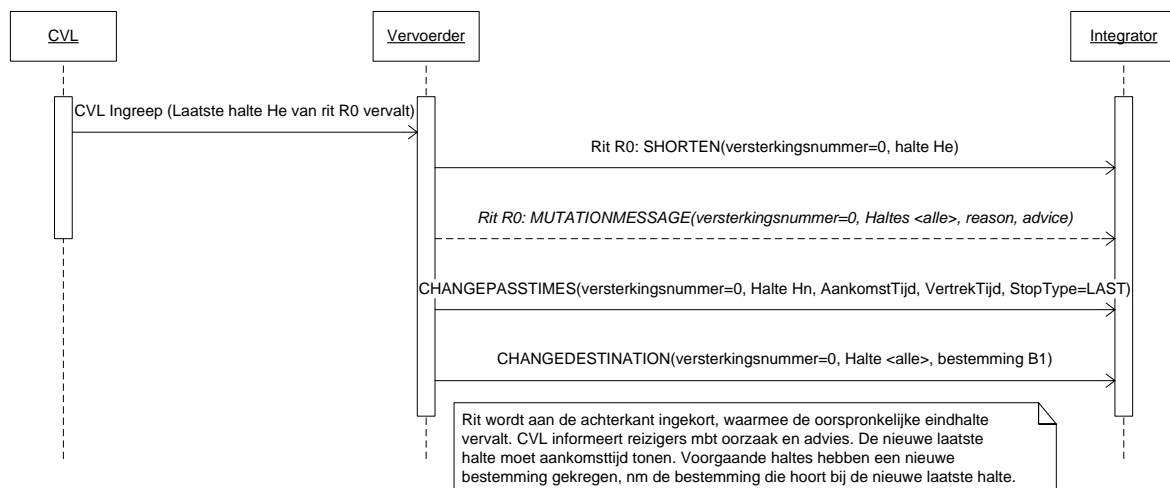 CVL
Vervoerder
Integrator
CVL Ingreep (Laatste halte He van rit R0 vervalt)
Rit R0: SHORTEN(versterkingsnummer=0, halte He)
Rit R0: MUTATIONMESSAGE(versterkingsnummer=0, Haltes <alle>, reason, advice)
CHANGEPASSTIMES(versterkingsnummer=0, Halte Hn, AankomstTijd, VertrekTijd, StopType=LAST)
CHANGEDESTINATION(versterkingsnummer=0, Halte <alle>, bestemming B1)
Rit wordt aan de achterkant ingekort, waarmee de oorspronkelijke eindhalte
vervalt. CVL informeert reizigers mbt oorzaak en advies. De nieuwe laatste
halte moet aankomsttijd tonen. Voorgaande haltes hebben een nieuwe
bestemming gekregen, nm de bestemming die hoort bij de nieuwe laatste halte.